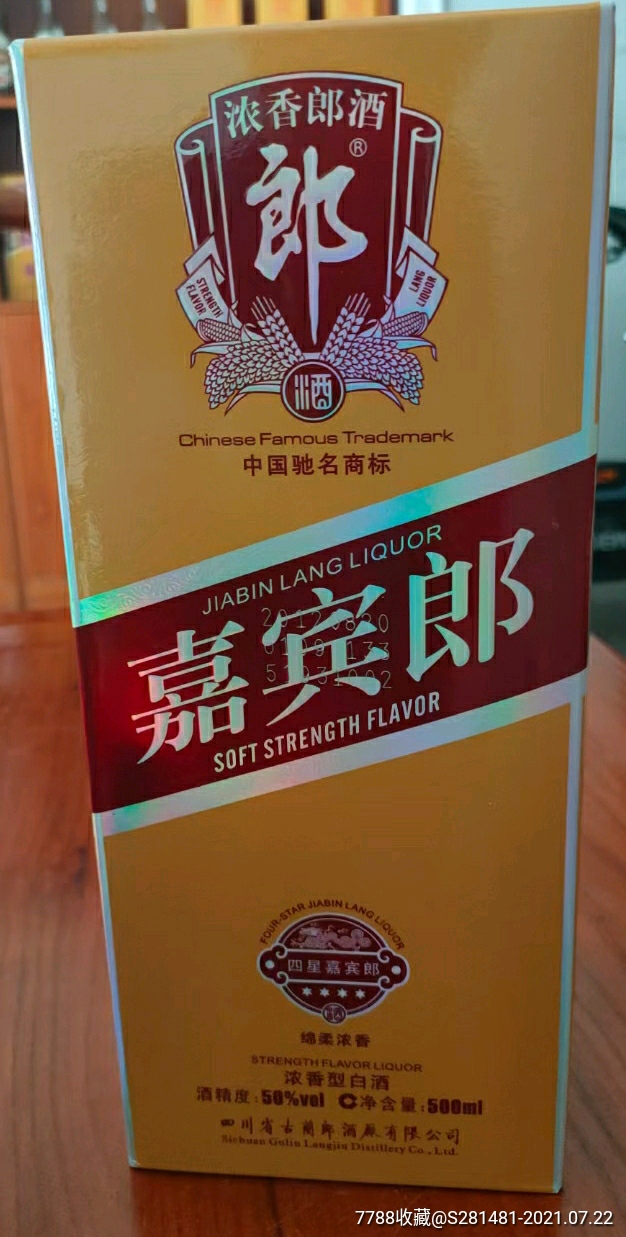 浓香郎酒
郎®
STRENGTH FLAVOR
LANG LIQUOR
酒
Chinese Famous Trademark
中国驰名商标
JIABIN LANG LIQUOR
嘉宾郎
SOFT STRENGTH FLAVOR
FOUR-STAR JIABIN LANG LIQUOR
四星嘉宾郎
★★★★
酒
绵柔浓香
STRENGTH FLAVOR LIQUOR
浓香型白酒
酒精度:50%vol C净含量:500ml
四川省古蔺郎酒厂有限公司
Sichuan Gulin Langjiu Distillery Co., Ltd.
7788收藏@S281481-2021.07.22